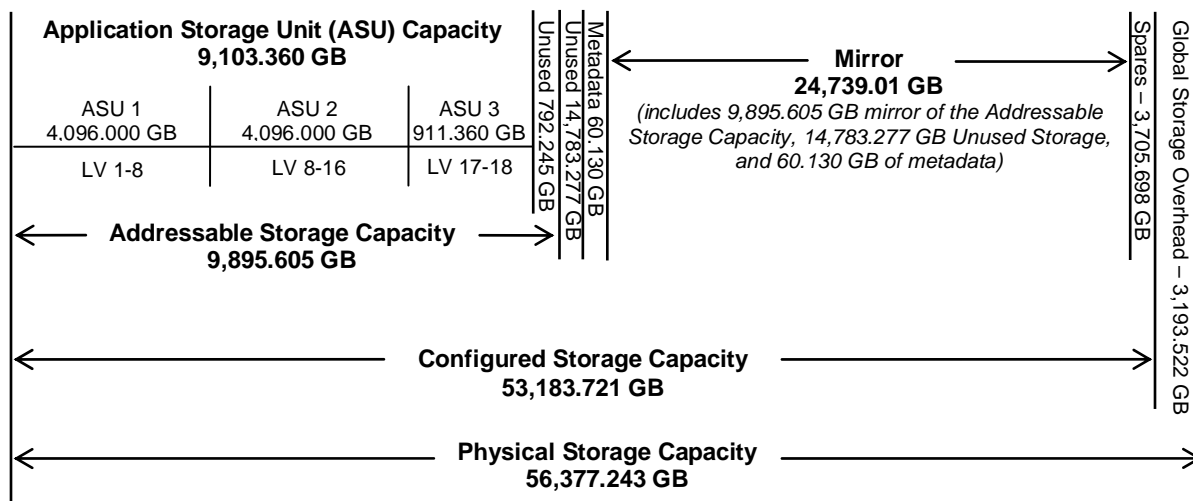 Application Storage Unit (ASU) Capacity
9,103.360 GB
ASU 1
4.096.000 GB
ASU 2
4.096.000 GB
ASU 3
911.360 GB
LV 1-8
LV 8-16
LV 17-18
Unused 792.245 GB
Unused 14,783.277 GB
Metadata 60.130 GB
Mirror
24,739.01 GB
(includes 9,895.605 GB mirror of the Addressable
Storage Capacity, 14,783.277 GB Unused Storage,
and 60.130 GB of metadata)
Spares – 3,705.698 GB
Global Storage Overhead – 3,193.522 GB
Addressable Storage Capacity
9,895.605 GB
Configured Storage Capacity
53,183.721 GB
Physical Storage Capacity
56,377.243 GB